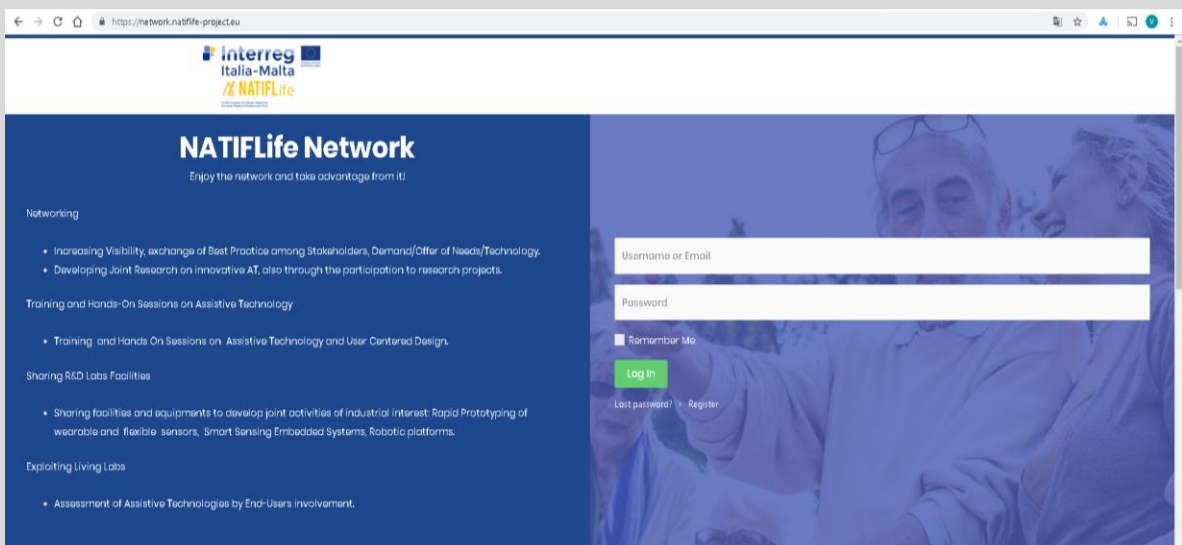 https://network.natiflife-project.eu
V
Interreg
Italia-Malta
NATIFLife
NATIFLife Network
Enjoy the network and take advantage from it!
Networking
• Increasing Visibility, exchange of Best Practice among Stakeholders, Demand/Offer of Needs/Technology.
• Developing Joint Research on innovative AT, also through the participation to research projects.
Training and Hands-On Sessions on Assistive Technology
• Training and Hands On Sessions on Assistive Technology and User Centered Design.
Sharing R&D Labs Facilities
• Sharing facilities and equipments to develop joint activities of industrial interest: Rapid Prototyping of
wearable and flexible sensors, Smart Sensing Embedded Systems, Robotic platforms.
Exploiting Living Labs
• Assessment of Assistive Technologies by End-Users involvement.
Username or Email
Password
Remember Me
Log In
Lost password? • Register